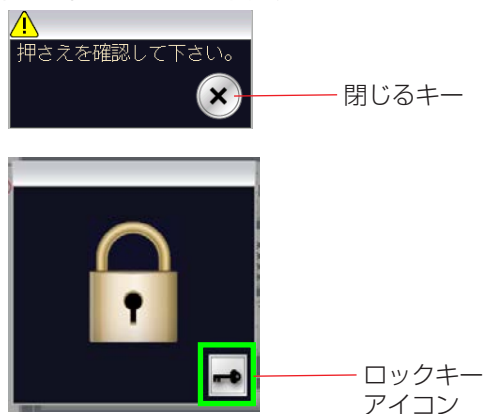 押さえを確認して下さい。
閉じるキー
ロックキー
アイコン